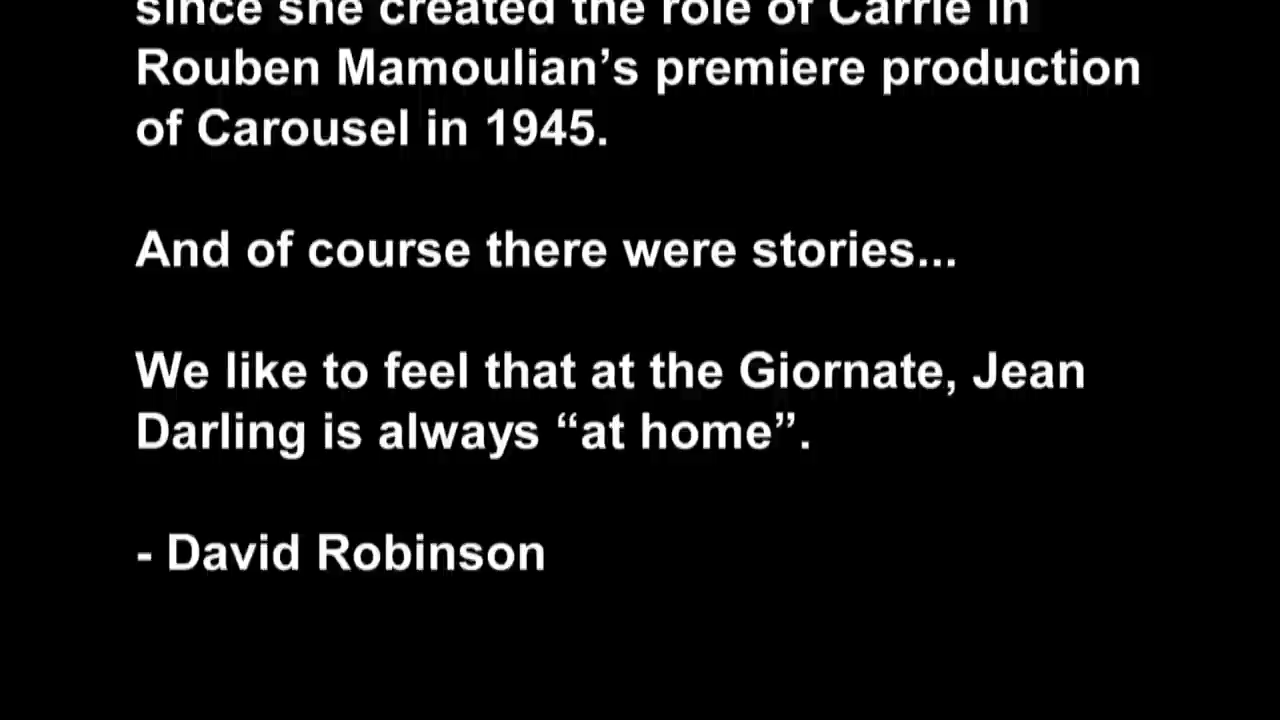 since she created the role of Carrie in
Rouben Mamoulian’s premiere production
of Carousel in 1945.
And of course there were stories...
We like to feel that at the Giornate, Jean
Darling is always “at home”.
- David Robinson